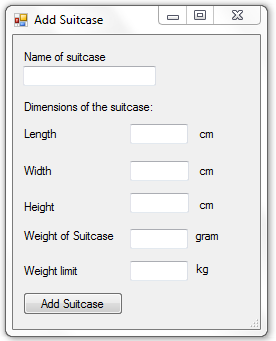 Add Suitcase
Name of suitcase
Dimensions of the suitcase:
Length cm
Width cm
Height cm
Weight of Suitcase gram
Weight limit kg
Add Suitcase